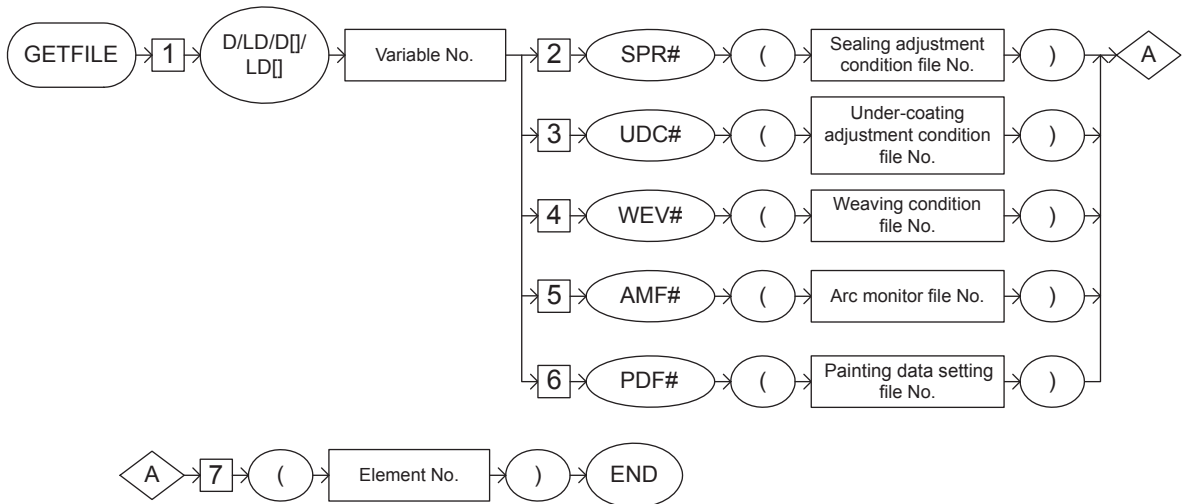 GETFILE
1
D/LD/D[]/
LD[]
Variable No.
2
SPR#
(
Sealing adjustment
condition file No.
)
A
3
UDC#
(
Under-coating
adjustment condition
file No.
)
4
WEV#
(
Weaving condition
file No.
)
5
AMF#
(
Arc monitor file No.
)
6
PDF#
(
Painting data setting
file No.
)
A
7
(
Element No.
)
END